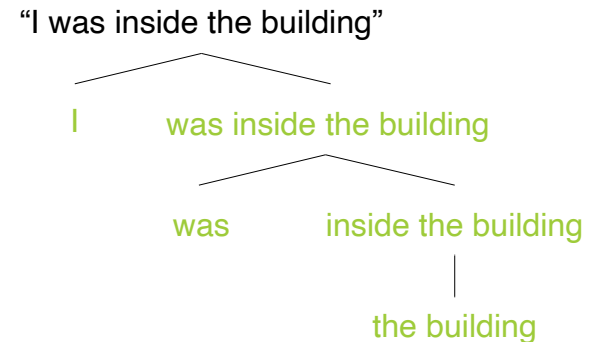 “I was inside the building”
I was inside the building
was inside the building
the building